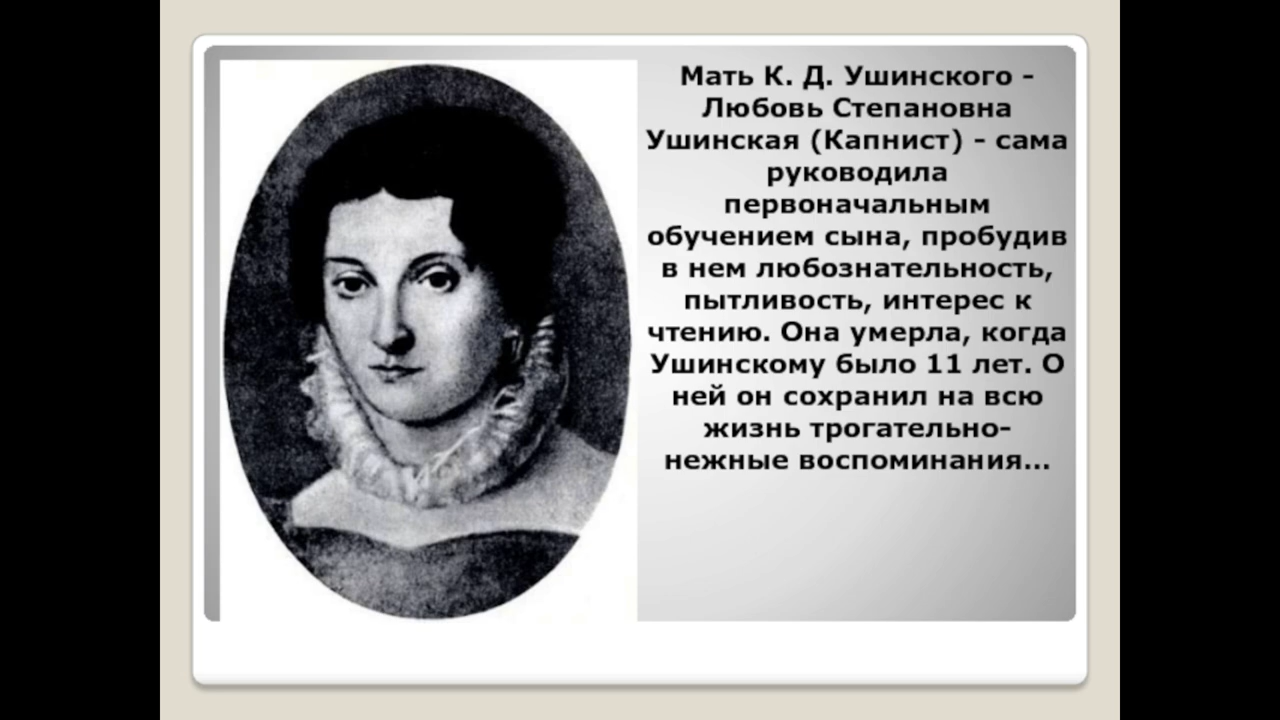 Мать К. Д. Ушинского -
Любовь Степановна
Ушинская (Капнист) - сама
руководила
первоначальным
обучением сына, пробудив
в нем любознательность,
пытливость, интерес к
чтению. Она умерла, когда
Ушинскому было 11 лет. О
ней он сохранил на всю
жизнь трогательно-
нежные воспоминания...